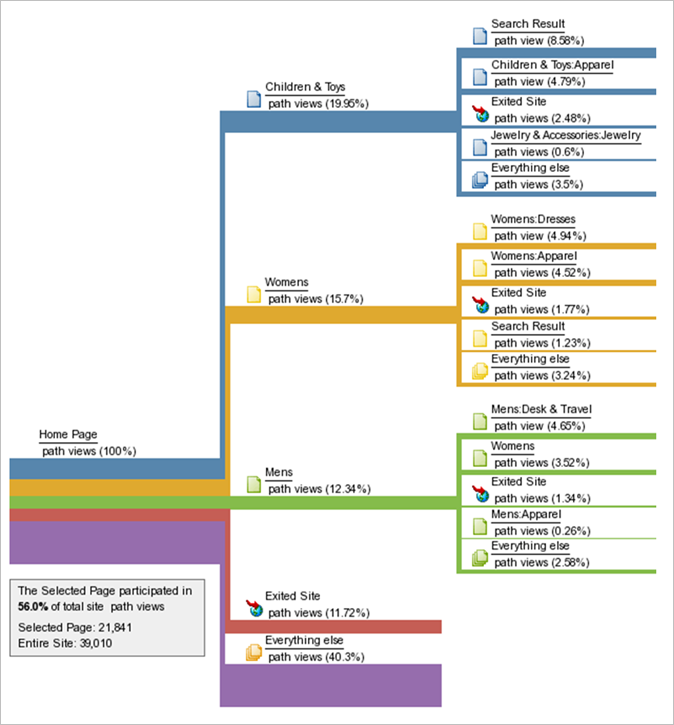 Search Result
path view (8.58%)
Children & Toys:Apparel
path view (4.79%)
Children & Toys
path views (19.95%)
Exited Site
path views (2.48%)
Jewelry & Accessories:Jewelry
path views (0.6%)
Everything else
path views (3.5%)
Womens:Dresses
path view (4.94%)
Womens:Apparel
path views (4.52%)
Womens
path views (15.7%)
Exited Site
path views (1.77%)
Search Result
path views (1.23%)
Everything else
path views (3.24%)
Mens:Desk & Travel
path view (4.65%)
Home Page
path views (100%)
Womens
path views (3.52%)
Mens
path views (12.34%)
Exited Site
path views (1.34%)
Mens:Apparel
path views (0.26%)
Everything else
path views (2.58%)
The Selected Page participated in
56.0% of total site path views
Selected Page: 21,841
Entire Site: 39,010
Exited Site
path views (11.72%)
Everything else
path views (40.3%)